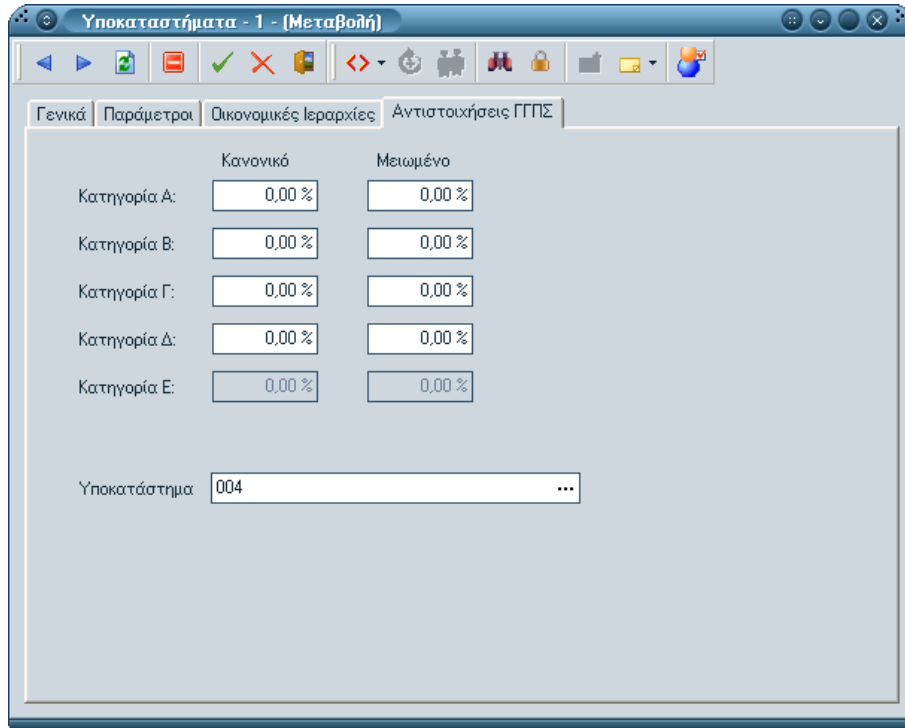 Υποκαταστήματα - 1 - (Μεταβολή)
Γενικά Παράμετροι Οικονομικές Ιεραρχίες Αντιστοιχήσεις ΓΓΠΣ
Κανονικό Μειωμένο
Κατηγορία Α: 0,00 % 0,00 %
Κατηγορία Β: 0,00 % 0,00 %
Κατηγορία Γ: 0,00 % 0,00 %
Κατηγορία Δ: 0,00 % 0,00 %
Κατηγορία Ε: 0,00 % 0,00 %
Υποκατάστημα 004 ...